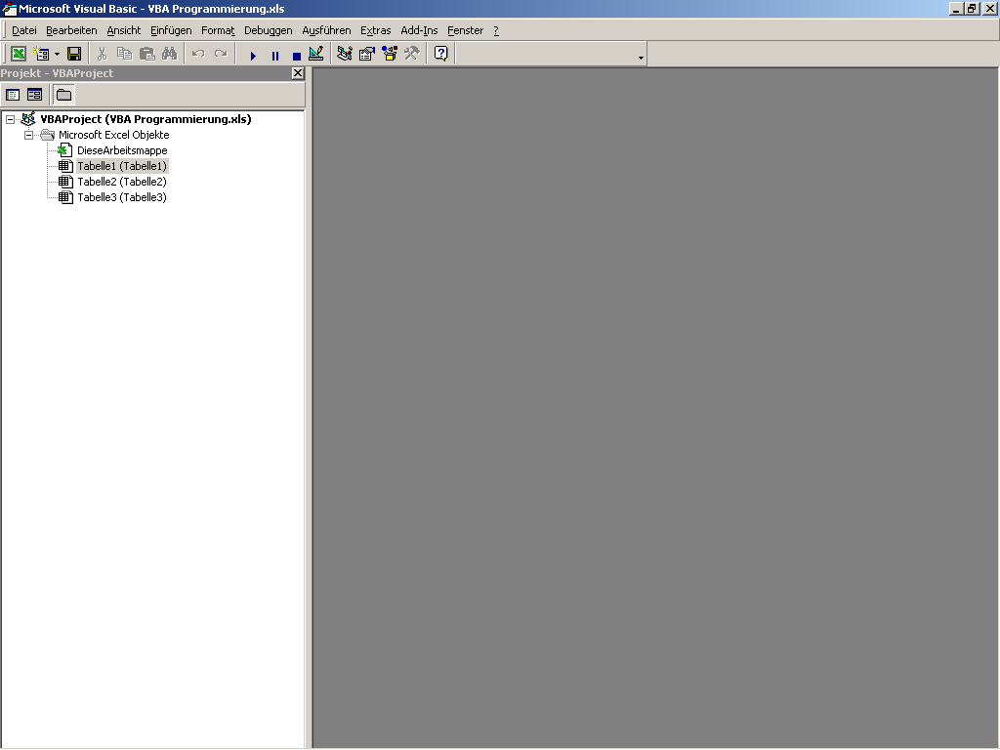 Microsoft Visual Basic - VBA Programmierung.xls
Datei Bearbeiten Ansicht Einfügen Format Debuggen Ausführen Extras Add-Ins Fenster ?
Projekt - VBAProject
VBAProject (VBA Programmierung.xls)
Microsoft Excel Objekte
DieseArbeitsmappe
Tabelle1 (Tabelle1)
Tabelle2 (Tabelle2)
Tabelle3 (Tabelle3)